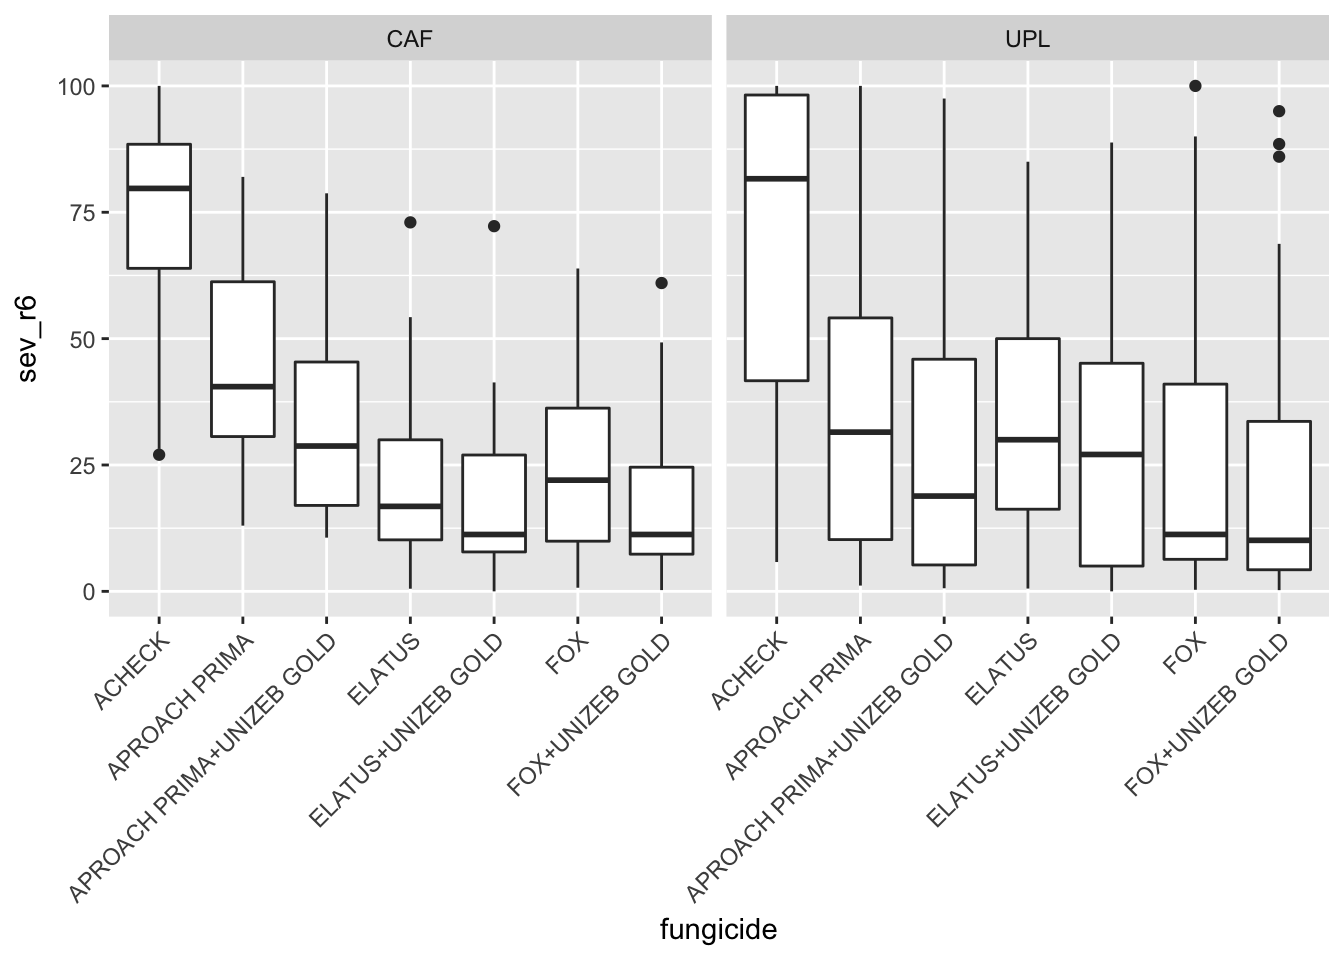 CAF
UPL
100
75
50
25
0
sev_r6
ACHECK
APROACH PRIMA
APROACH PRIMA+UNIZEB GOLD
ELATUS
ELATUS+UNIZEB GOLD
FOX
FOX+UNIZEB GOLD
ACHECK
APROACH PRIMA
APROACH PRIMA+UNIZEB GOLD
ELATUS
ELATUS+UNIZEB GOLD
FOX
FOX+UNIZEB GOLD
fungicide